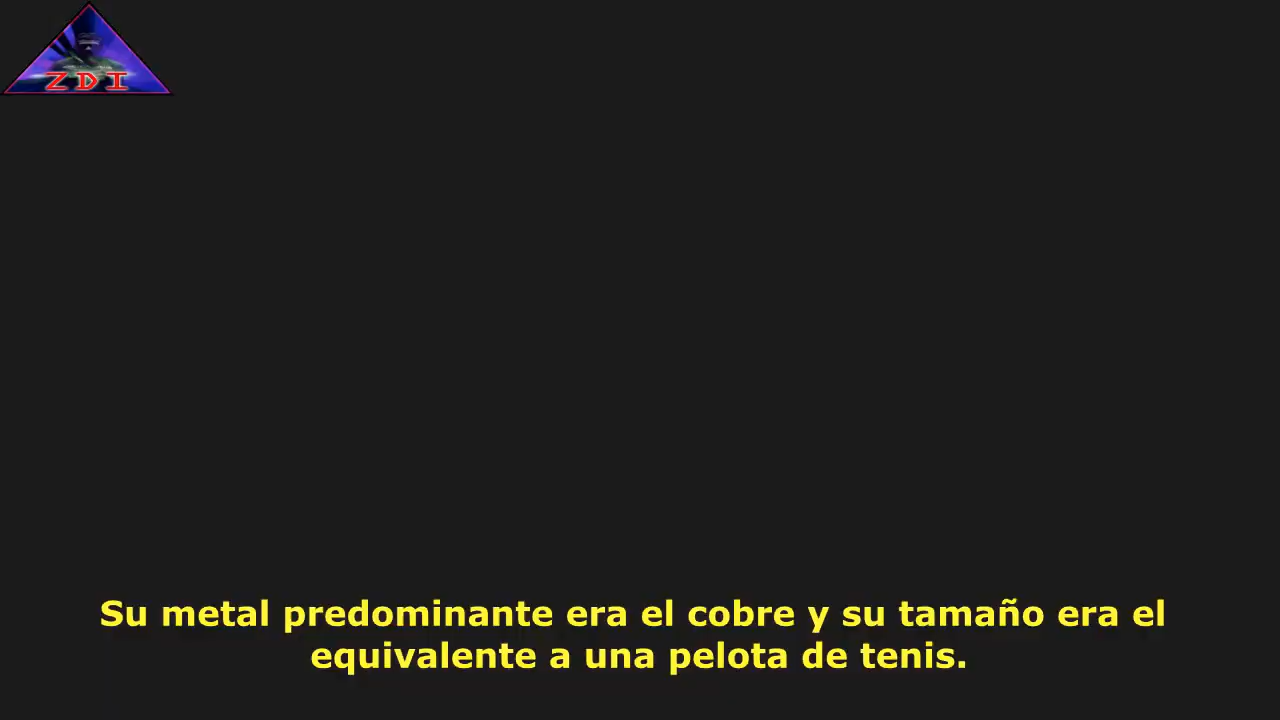 ZDI
Su metal predominante era el cobre y su tamaño era el
equivalente a una pelota de tenis.